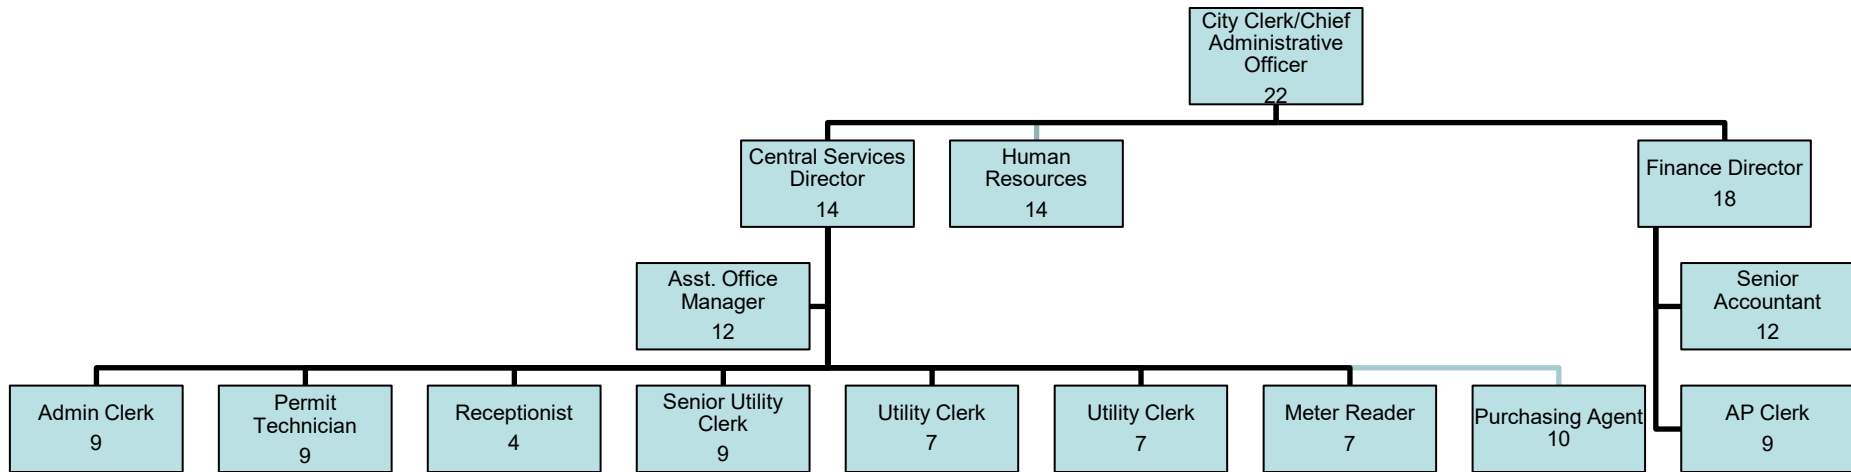 City Clerk/Chief
Administrative
Officer
22
Central Services
Director
14
Human
Resources
14
Finance Director
18
Asst. Office
Manager
12
Senior
Accountant
12
Admin Clerk
9
Permit
Technician
9
Receptionist
4
Senior Utility
Clerk
9
Utility Clerk
7
Utility Clerk
7
Meter Reader
7
Purchasing Agent
10
AP Clerk
9